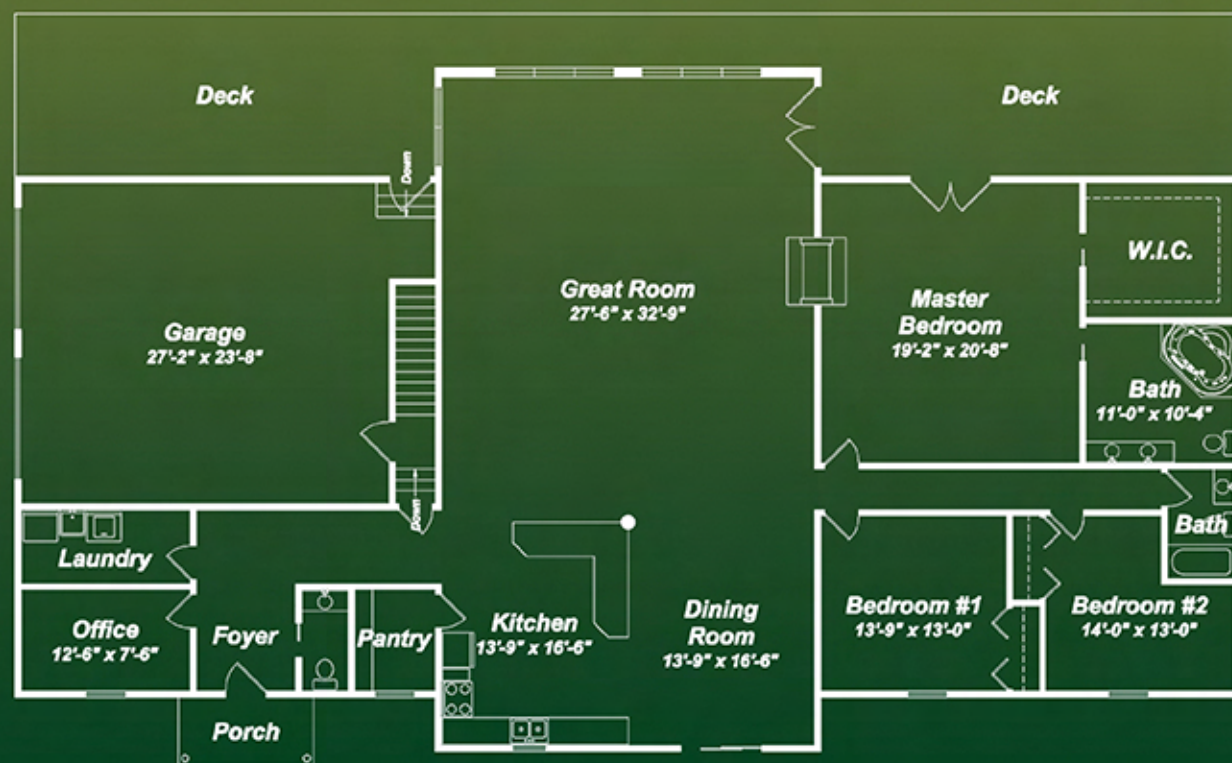 Deck
Deck
Down
Great Room
27'-6" x 32'-9"
W.I.C.
Master
Bedroom
19'-2" x 20'-8"
Garage
27'-2" x 23'-8"
Bath
11'-0" x 10'-4"
Down
Laundry
Bath
Office
12'-6" x 7'-6"
Foyer
Pantry
Kitchen
13'-9" x 16'-6"
Dining
Room
13'-9" x 16'-6"
Bedroom #1
13'-9" x 13'-0"
Bedroom #2
14'-0" x 13'-0"
Porch